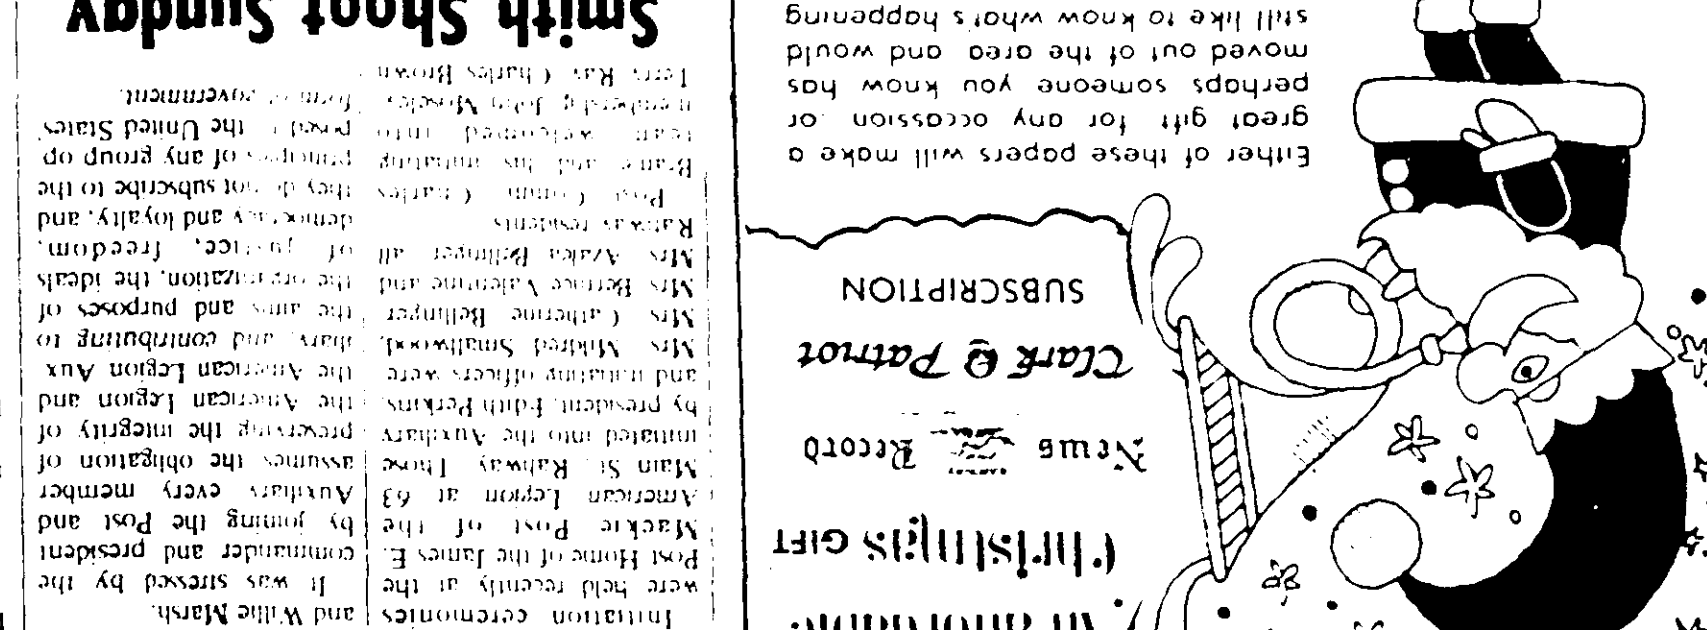 Christmas GIFT
News Record
Clark Patriot
SUBSCRIPTION
Either of these papers will make a
great gift for any occassion or
perhaps someone you know has
moved out of the area and would
still like to know what's happening
Initiation ceremonies
were held recently at the
Post Home of the James E.
Mackie Post of the
American Legion at 63
Main St. Rahway. Those
initiated into the Auxiliary
by president, Edith Perkins,
and initiating officers were
Mrs. Mildred Smallwood,
Mrs. Catherine Bellinger
Mrs. Bernice Valentine and
Mrs. Azalea Bellinger all
Rahway residents
Post Comm. Charles
Branch and his initiating
team welcomed into
membership John Moseley
Terry Ray Charles Brown
and Willie Marsh.
It was stressed by the
commander and president
by joining the Post and
Auxiliary every member
assumes the obligation of
preserving the integrity of
the American Legion and
the American Legion Aux
iliary and contributing to
the aims and purposes of
the organization, the ideals
of justice, freedom,
democracy and loyalty, and
they do not subscribe to the
principles of any group op
posed to the United States'
form of government.
Smith Shoot Sunday